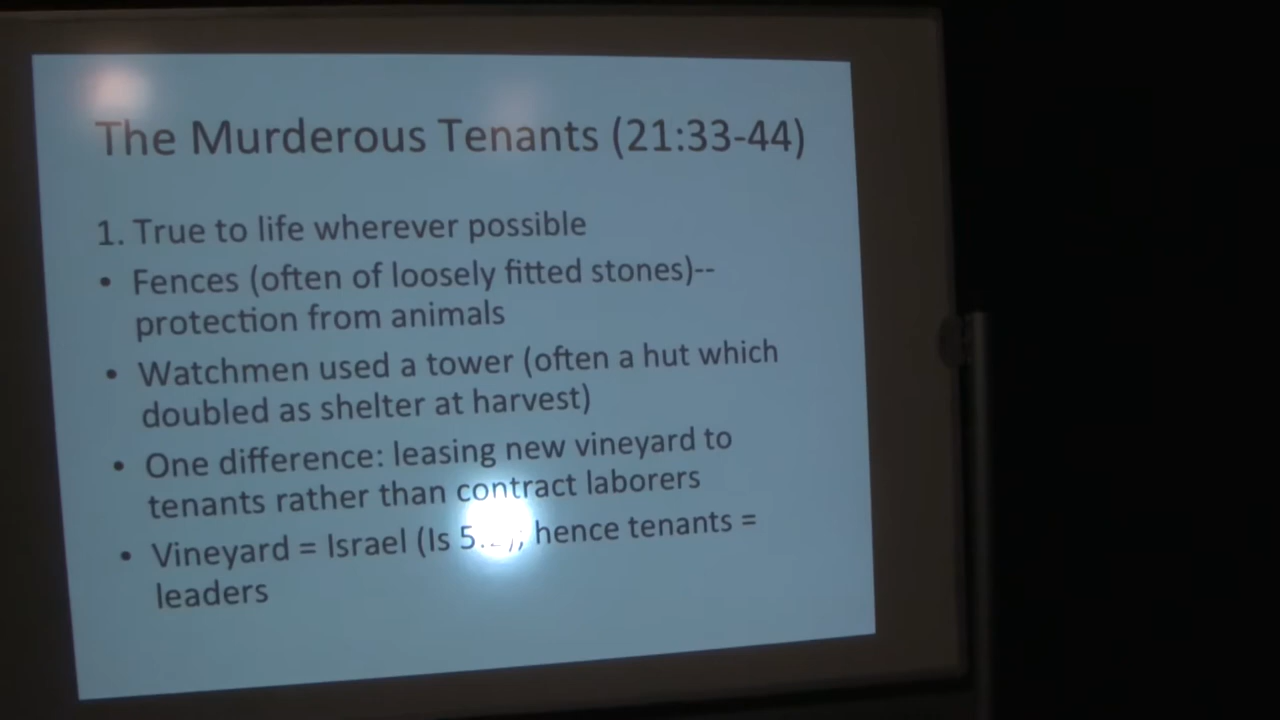 The Murderous Tenants (21:33-44)
1. True to life wherever possible
• Fences (often of loosely fitted stones)--
protection from animals
• Watchmen used a tower (often a hut which
doubled as shelter at harvest)
• One difference: leasing new vineyard to
tenants rather than contract laborers
• Vineyard = Israel (Is 5. hence tenants =
leaders